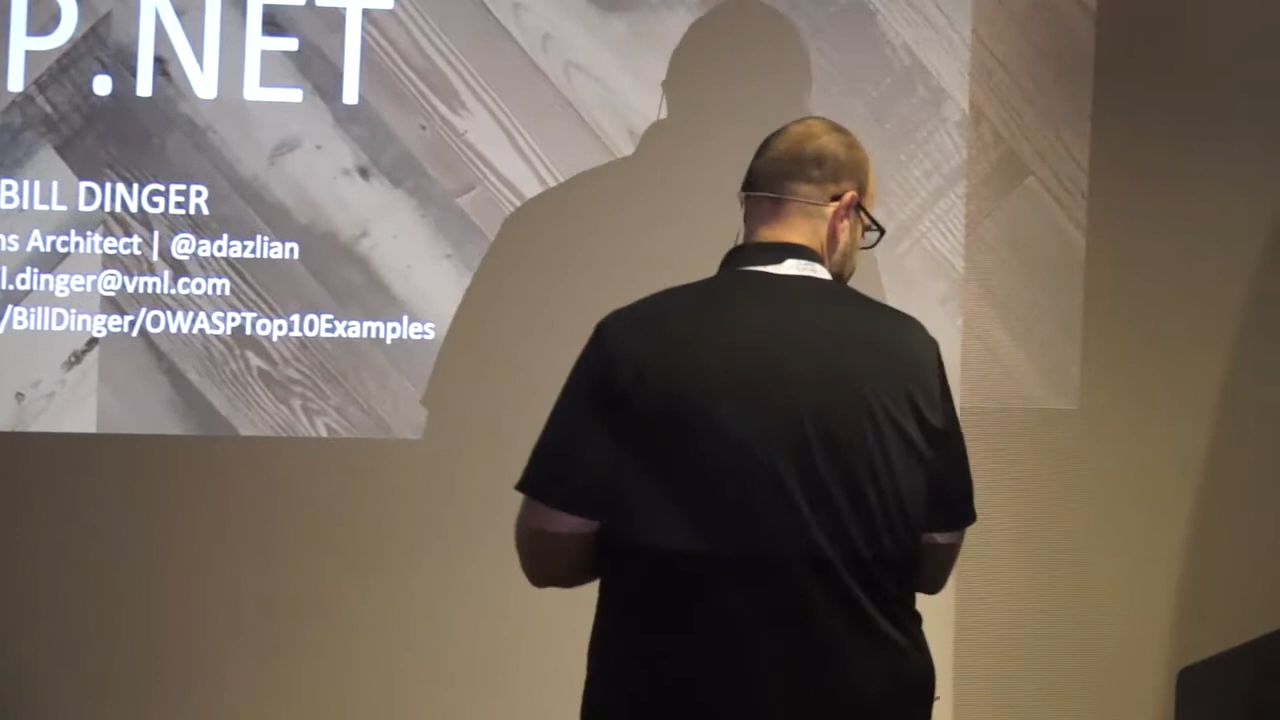 P.NET
BILL DINGER
ns Architect | @adazlian
l.dinger@vml.com
/BillDinger/OWASPTop10Examples